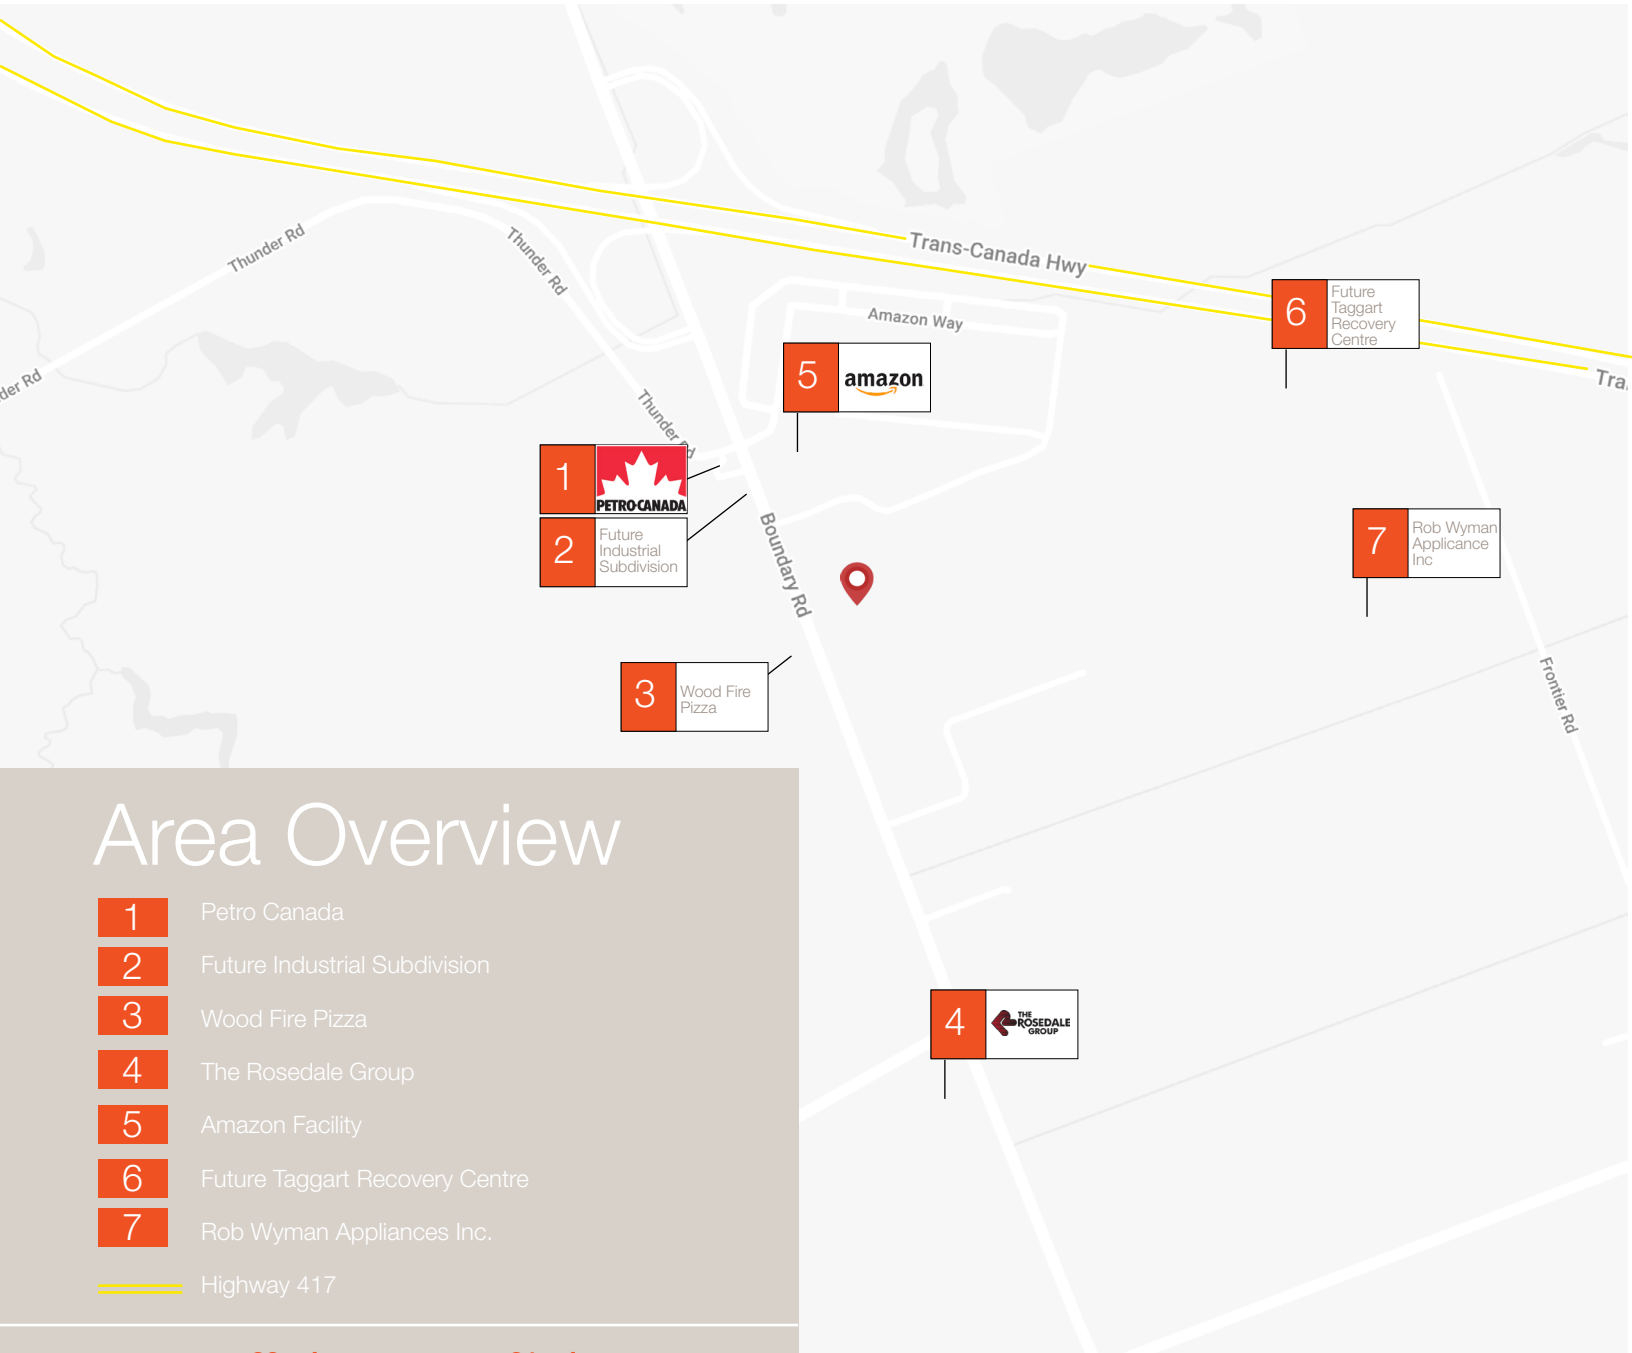 Trans-Canada Hwy
Thunder Rd
Thunder Rd
Amazon Way
6
Future
Taggart
Recovery
Centre
5
amazon
Thunder Rd
1
PETRO-CANADA
2
Future
Industrial
Subdivision
Boundary Rd
7
Rob Wyman
Applicance
Inc
3
Wood Fire
Pizza
Frontier Rd
4
THE
ROSEDALE
GROUP
Area Overview
1 Petro Canada
2 Future Industrial Subdivision
3 Wood Fire Pizza
4 The Rosedale Group
5 Amazon Facility
6 Future Taggart Recovery Centre
7 Rob Wyman Appliances Inc.
Highway 417